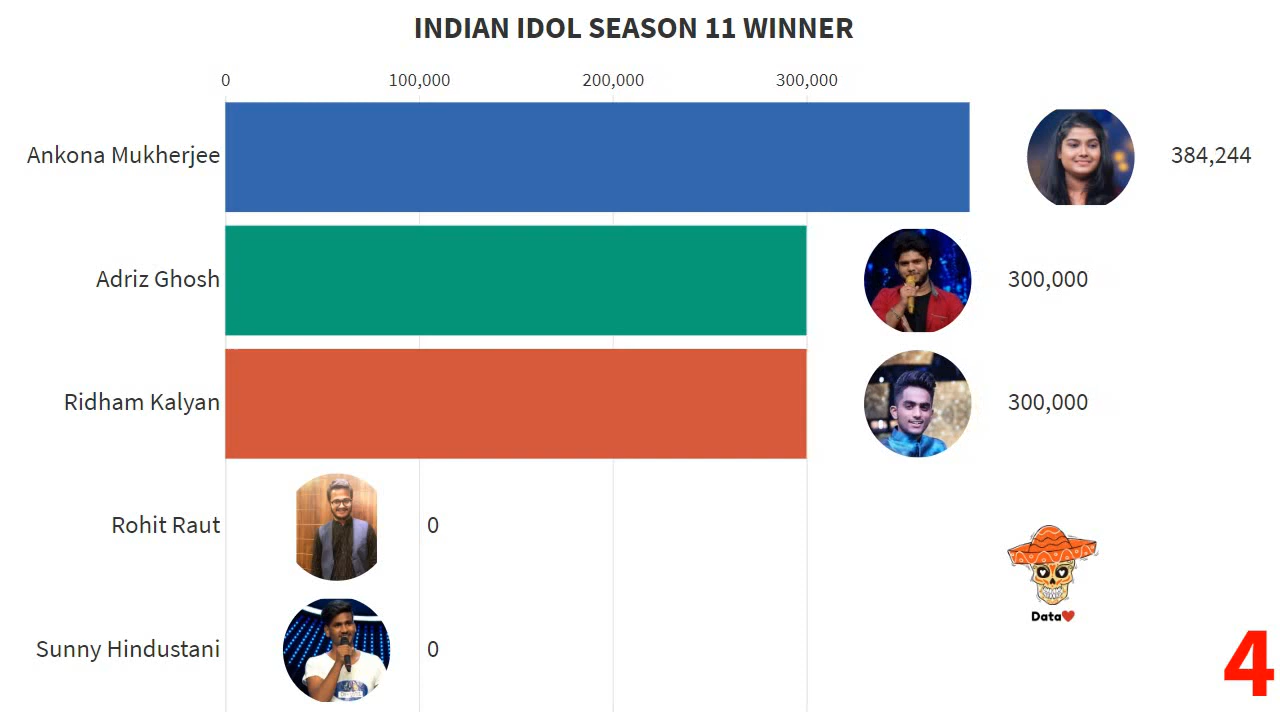 INDIAN IDOL SEASON 11 WINNER
0 100,000 200,000 300,000
Ankona Mukherjee 384,244
Adriz Ghosh 300,000
Ridham Kalyan 300,000
Rohit Raut 0
Sunny Hindustani 0
Data
4